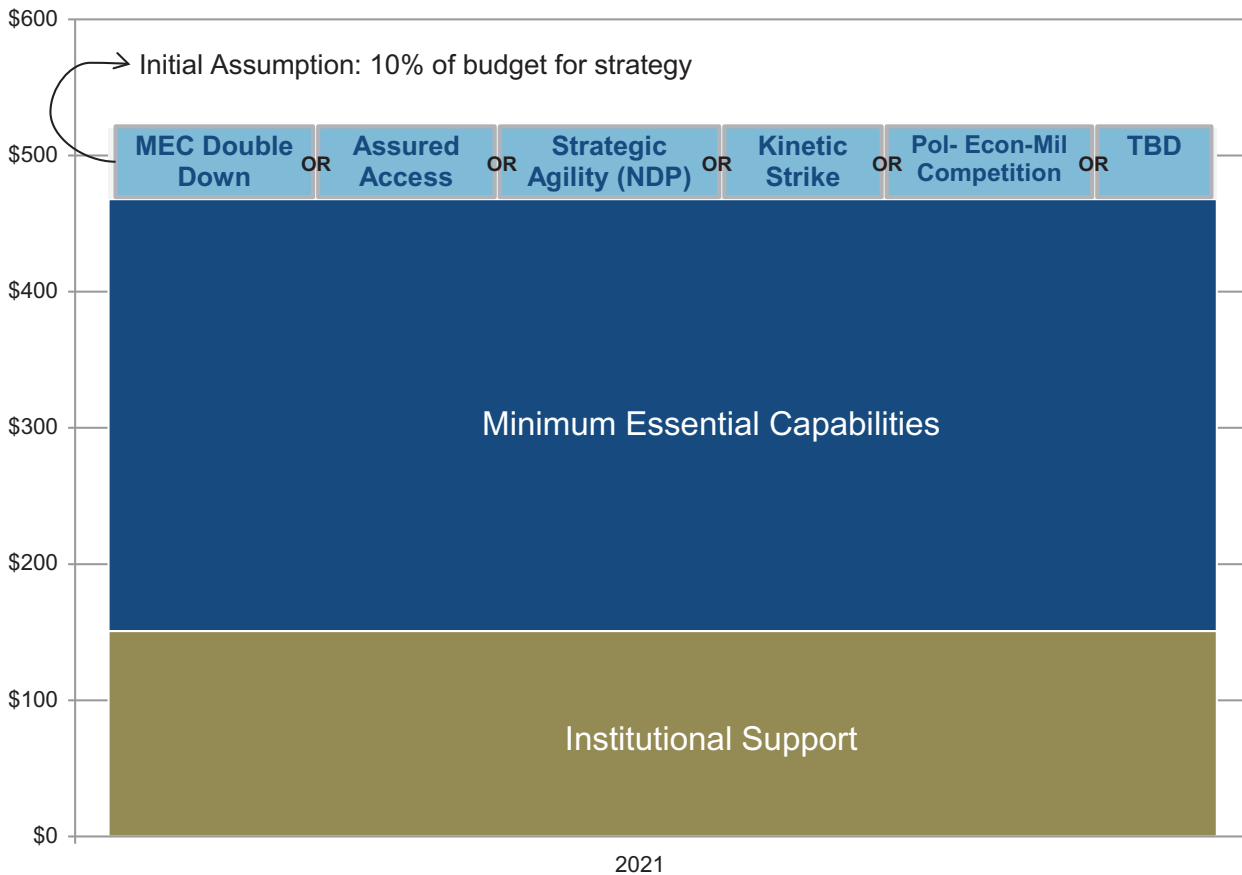 $600
Initial Assumption: 10% of budget for strategy
$500
MEC Double
Down
OR
Assured
Access
OR
Strategic
Agility (NDP)
OR
Kinetic
Strike
OR
Pol- Econ-Mil
Competition
OR
TBD
$400
$300
Minimum Essential Capabilities
$200
$100
Institutional Support
$0
2021